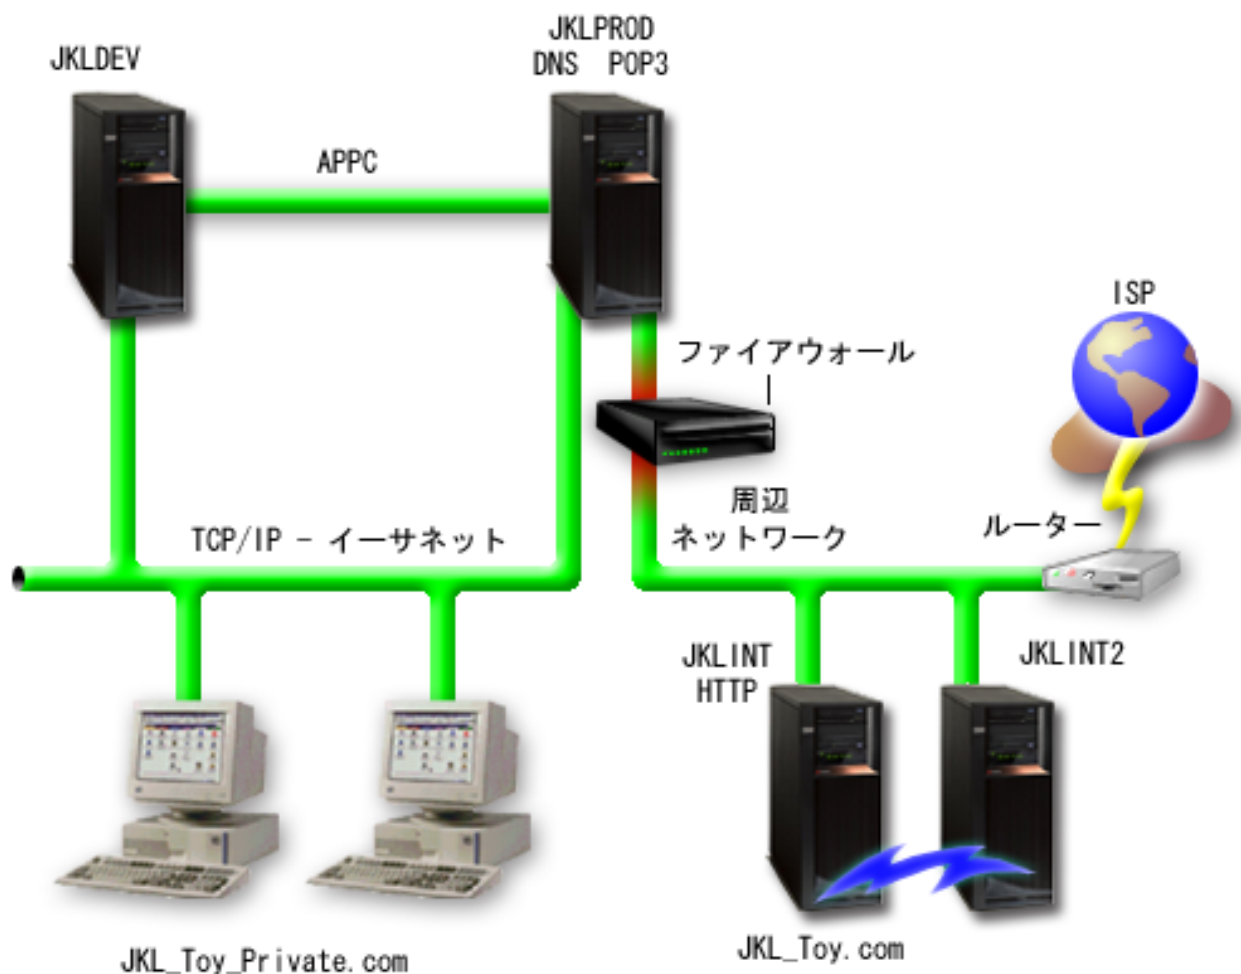 JKLDEV
JKLPROD
DNS POP3
APPC
ISP
ファイアウォール
周辺
ネットワーク
ルーター
TCP/IP - イーサネット
JKLINT
HTTP
JKLINT2
JKL_Toy_Private.com
JKL_Toy.com